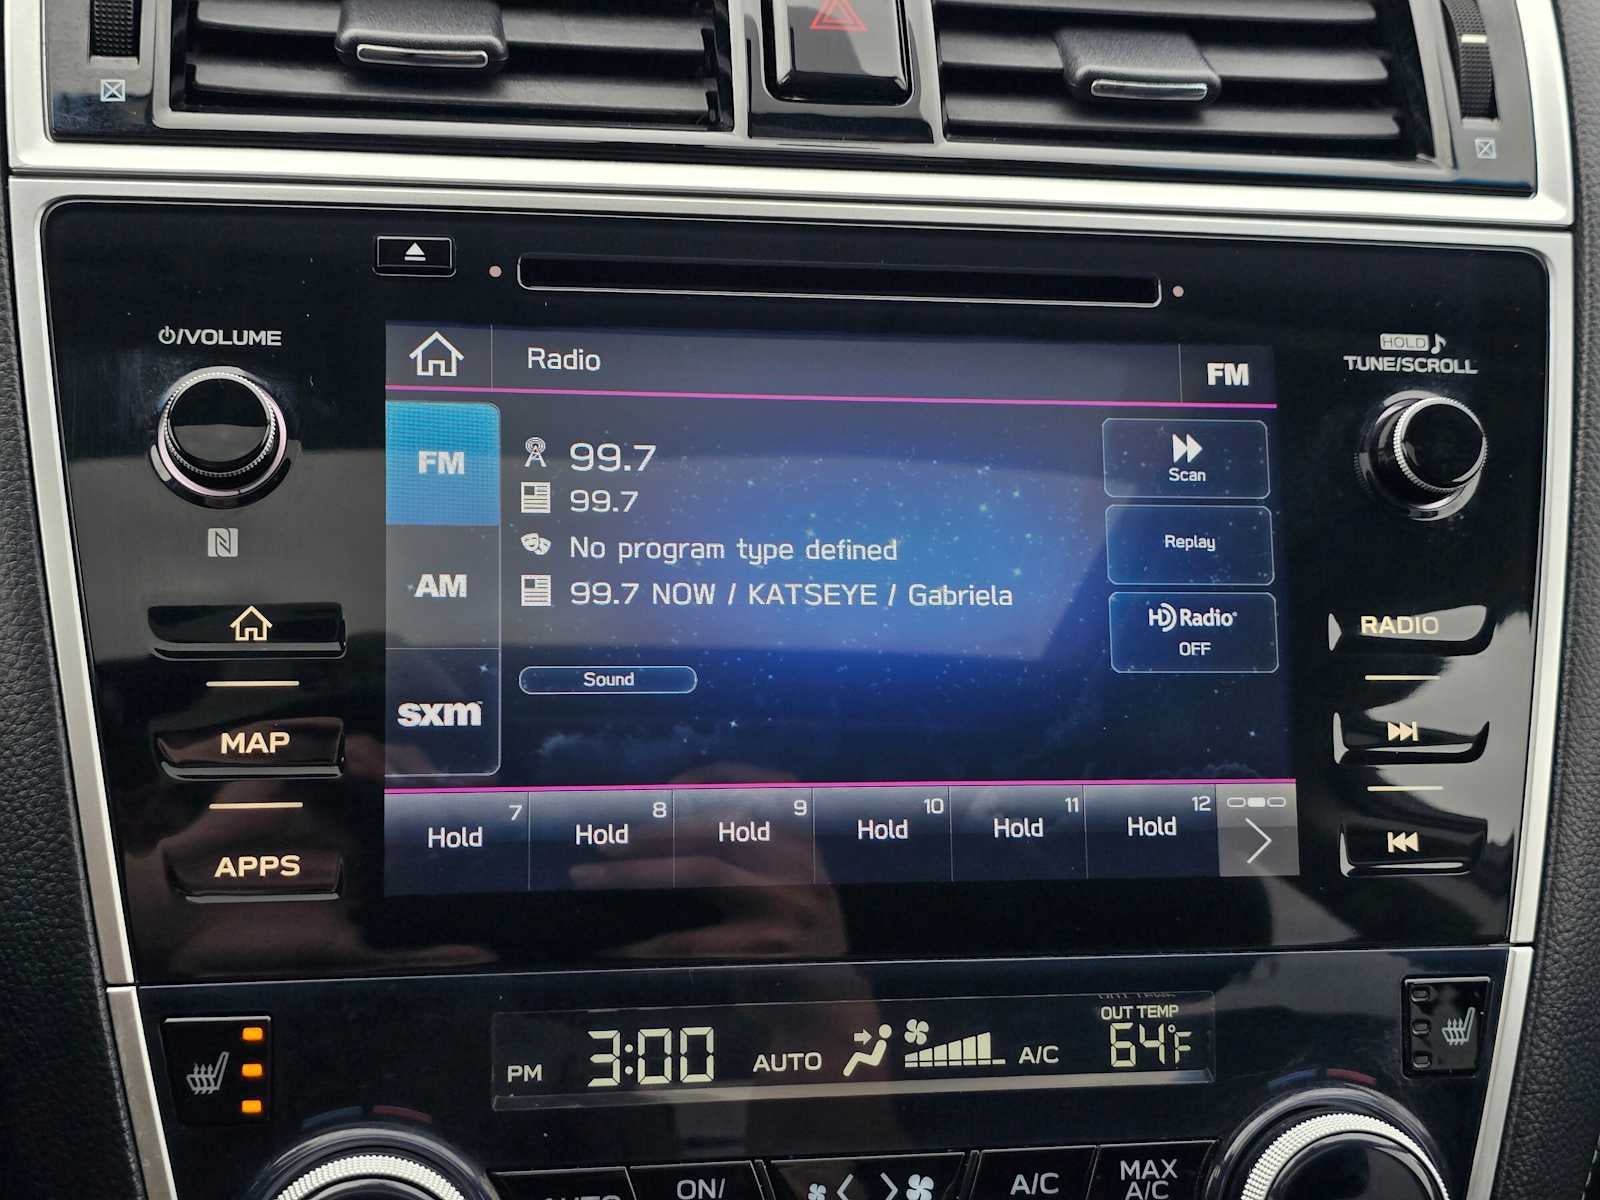 VOLUME
HOLD
TUNE/SCROLL
Radio
FM
FM
AM
sxm
99.7
99.7
No program type defined
99.7 NOW / KATSEYE / Gabriela
Sound
Scan
Replay
HD Radio®
OFF
MAP
APPS
RADIO
7
Hold
8
Hold
9
Hold
10
Hold
11
Hold
12
Hold
PM 3:00 AUTO A/C
OUT TEMP
64°F
AUTO
ON/
A/C
MAX
A/C